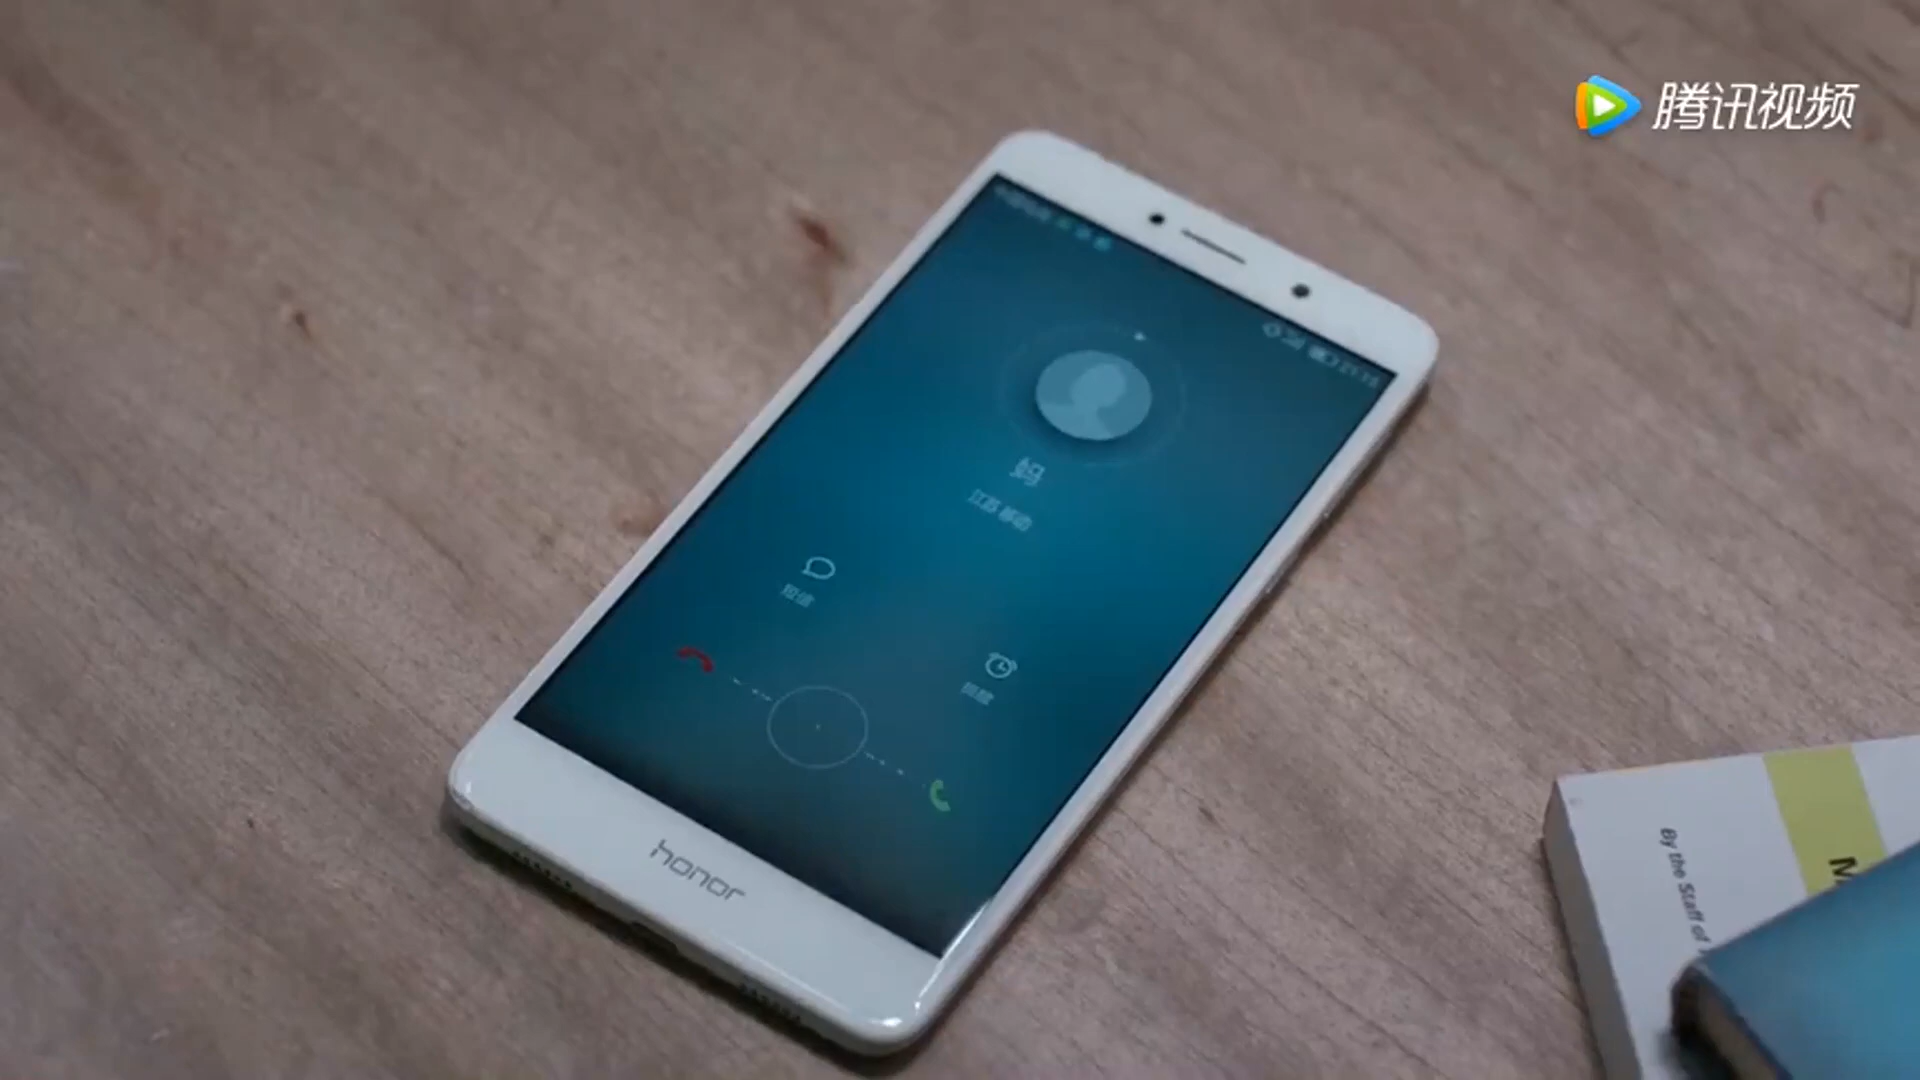 腾讯视频
妈
江苏 移动
短信
提醒
honor
By the Staff of